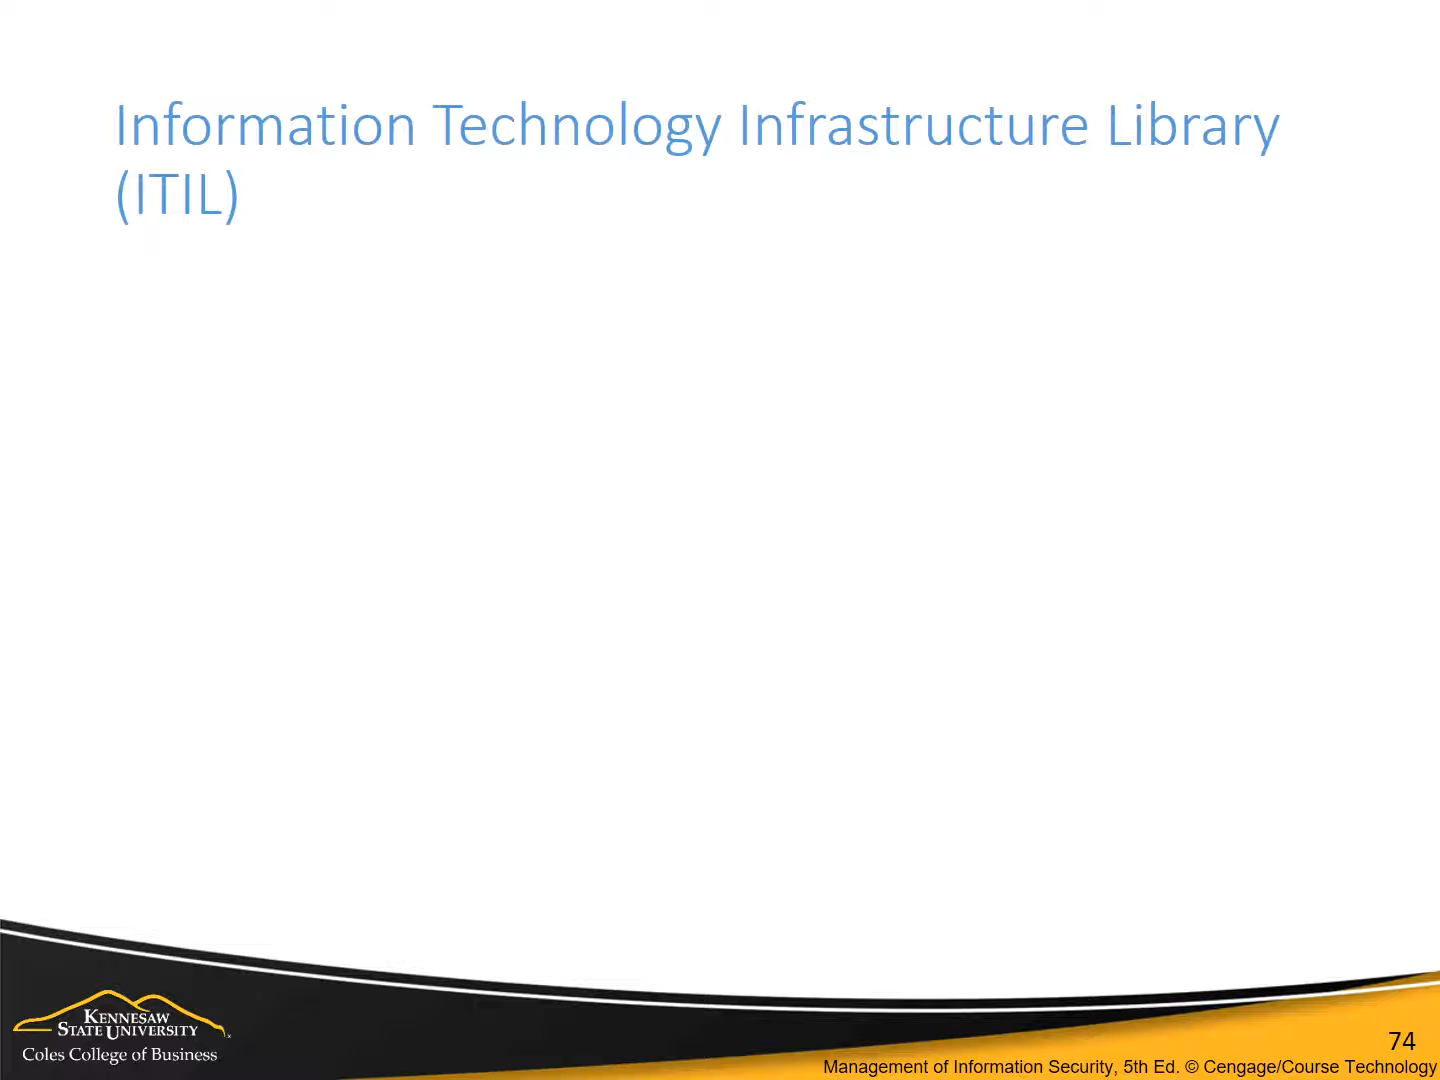 Information Technology Infrastructure Library
(ITIL)
KENNESAW
STATE UNIVERSITY
Coles College of Business
74
Management of Information Security, 5th Ed. © Cengage/Course Technology